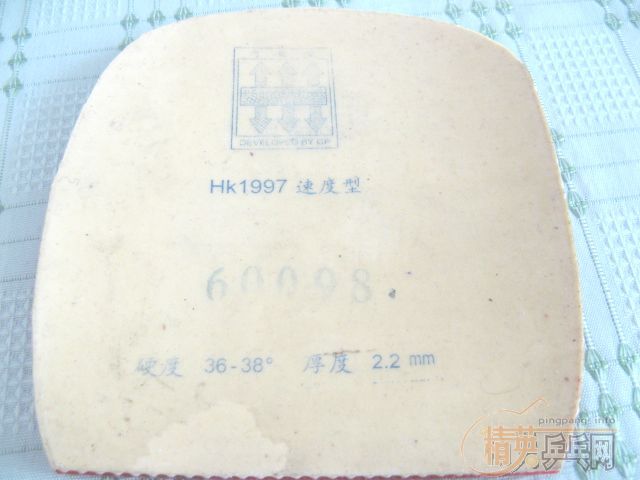 DEVELOPED BY GP
Hk1997 速度型
60098
硬度 36-38° 厚度 2.2 mm
pingpang.info
精英乒乓网